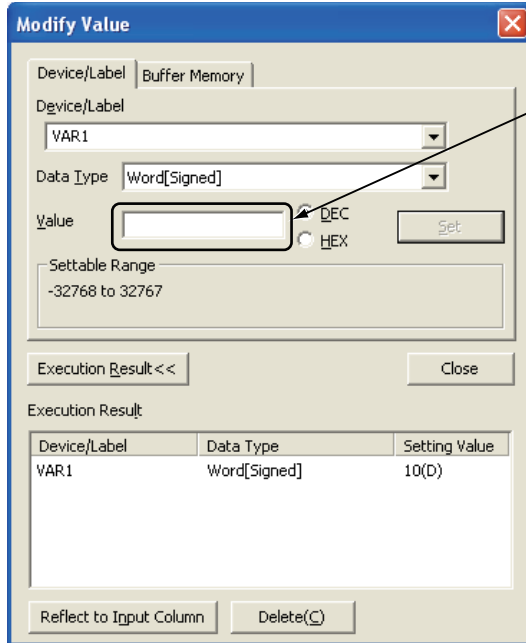 Modify Value
Device/Label Buffer Memory
Device/Label
VAR1
Data Type Word[Signed]
Value DEC Set
HEX
Settable Range
-32768 to 32767
Execution Result<< Close
Execution Result
Device/Label Data Type Setting Value
VAR1 Word[Signed] 10(D)
Reflect to Input Column Delete(C)